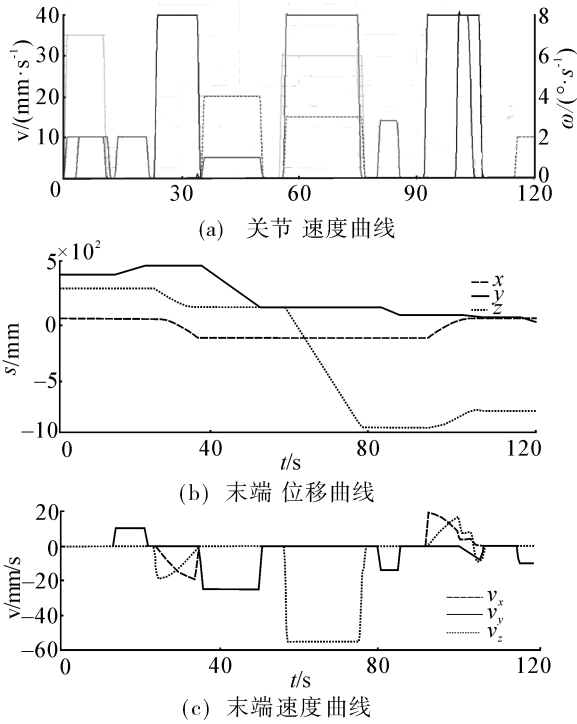 40 30 20 10 0
v/(mm·s⁻¹)
8 6 4 2 0
ω/(°·s⁻¹)
0 30 60 90 120
(a) 关节 速度曲线
5 ×10²
0
−5
−10
s/mm
x
y
z
0 40 80 120
t/s
(b) 末端 位移曲线
20
0
−20
−40
−60
v/mm/s
vₓ
v_y
v_z
0 40 80 120
t/s
(c) 末端速度曲线